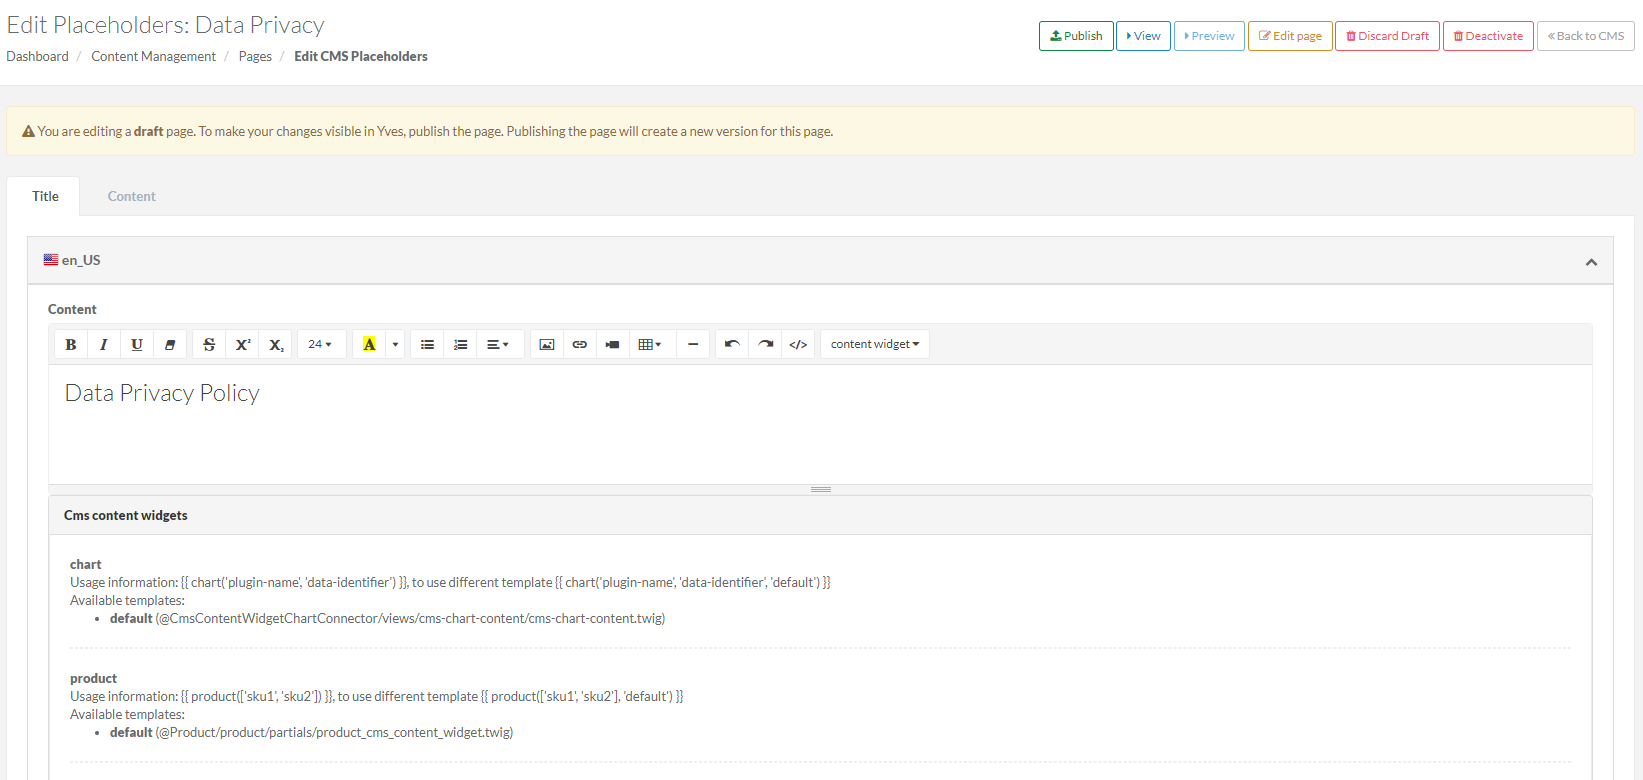 Edit Placeholders: Data Privacy
Dashboard / Content Management / Pages / Edit CMS Placeholders
Publish View Preview Edit page Discard Draft Deactivate «Back to CMS
You are editing a draft page. To make your changes visible in Yves, publish the page. Publishing the page will create a new version for this page.
Title Content
en_US
Content
B I U S X² X₂ 24 A </> content widget
Data Privacy Policy
Cms content widgets
chart
Usage information: {{ chart('plugin-name', 'data-identifier') }}, to use different template {{ chart('plugin-name', 'data-identifier', 'default') }}
Available templates:
• default (@CmsContentWidgetChartConnector/views/cms-chart-content/cms-chart-content.twig)
product
Usage information: {{ product(['sku1', 'sku2']) }}, to use different template {{ product(['sku1', 'sku2'], 'default') }}
Available templates:
• default (@Product/product/partials/product_cms_content_widget.twig)